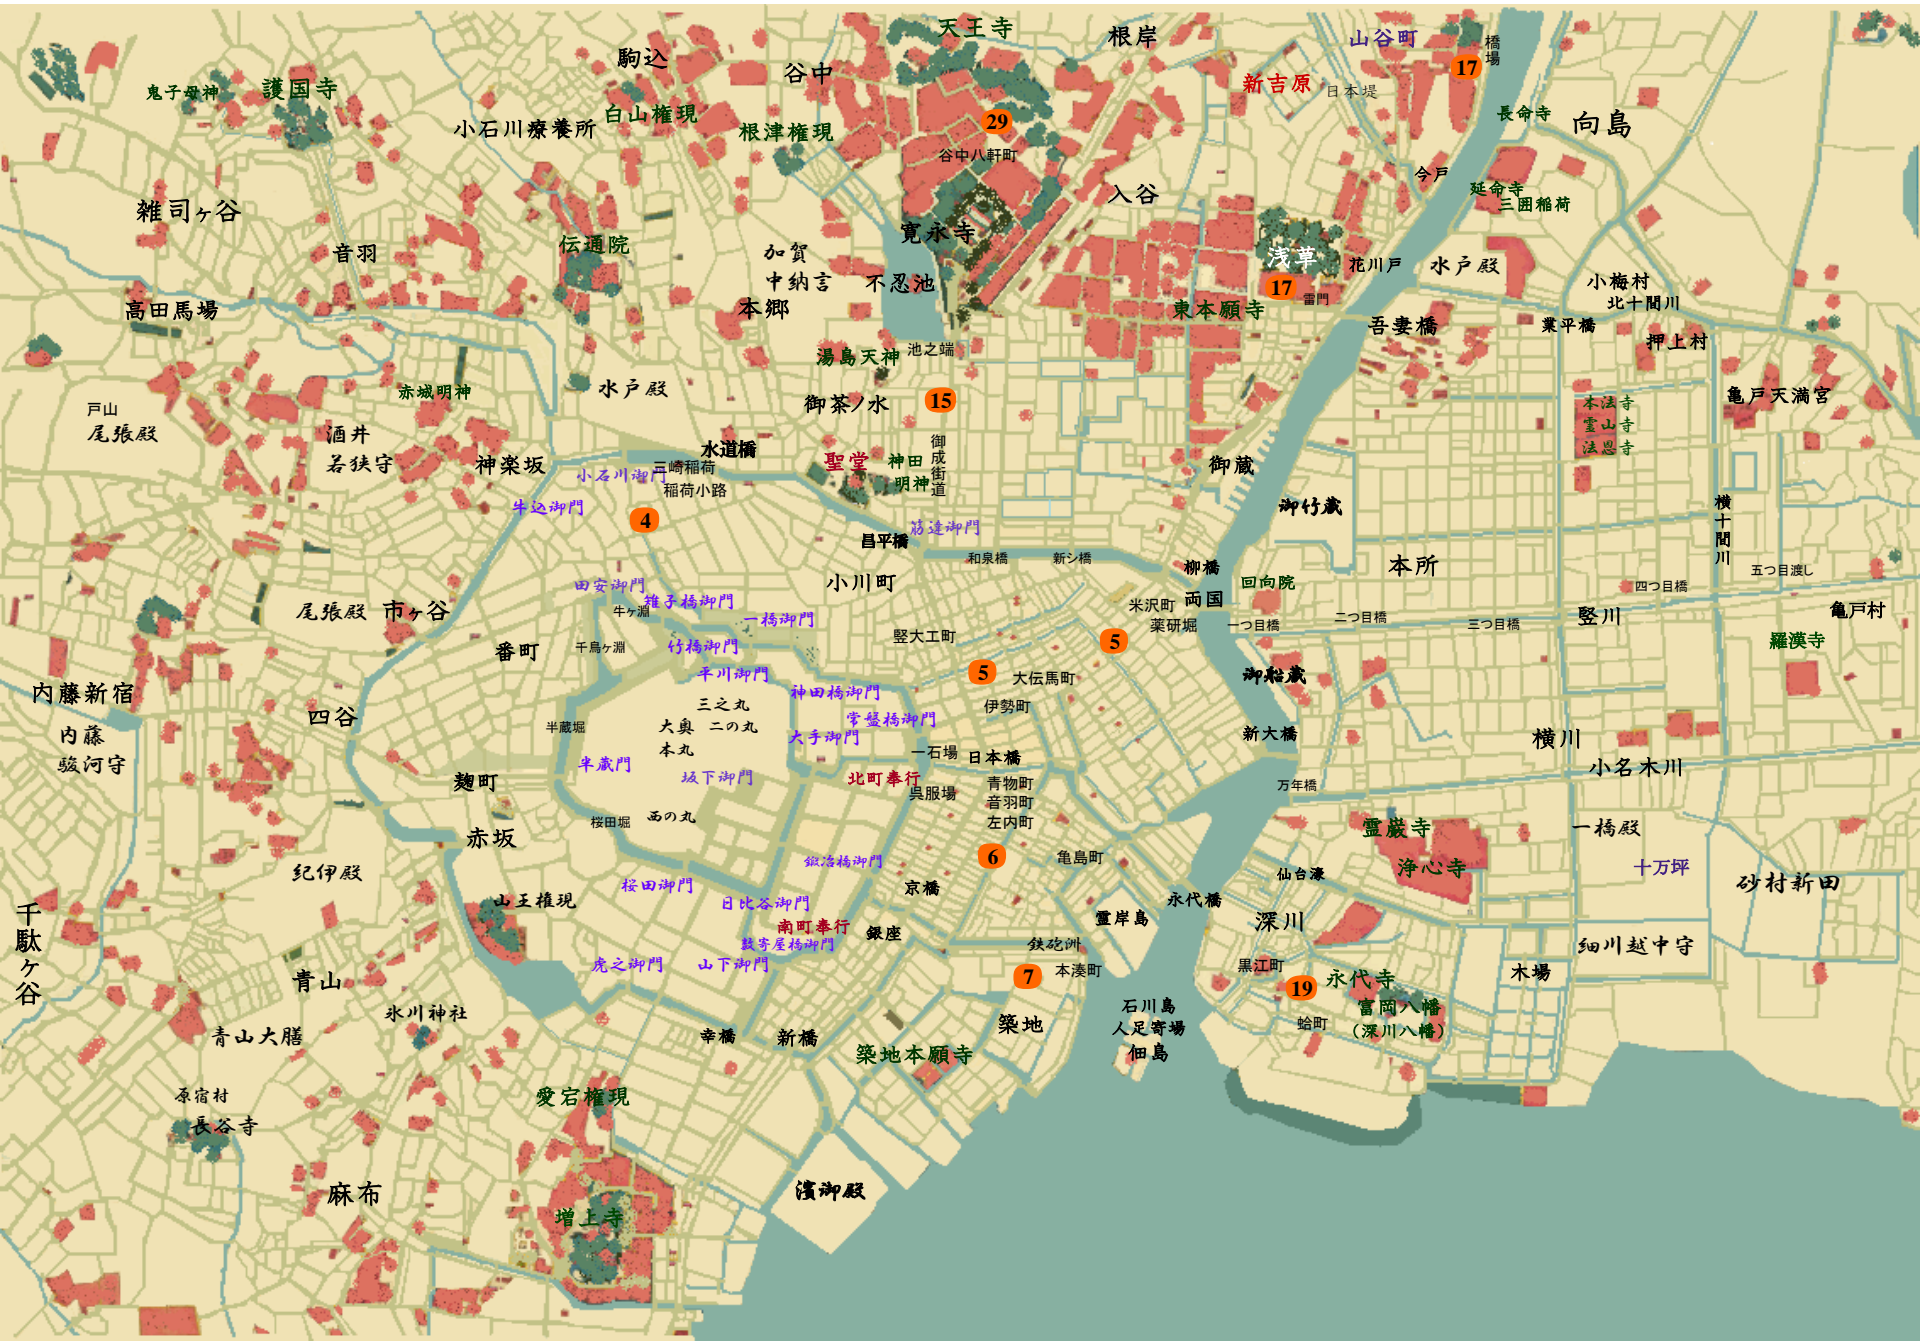 天王寺
根岸
山谷町
橋場
17
駒込
谷中
新吉原
日本堤
鬼子母神
護国寺
白山権現
根津権現
29
長命寺
向島
小石川療養所
谷中八軒町
今戸
入谷
延命寺
三囲稲荷
雑司ヶ谷
伝通院
寛永寺
音羽
加賀
中納言
不忍池
浅草
花川戸
水戸殿
17
雷門
小梅村
北十間川
高田馬場
本郷
東本願寺
吾妻橋
業平橋
押上村
湯島天神
池之端
赤城明神
水戸殿
御茶ノ水
15
本法寺
霊山寺
法恩寺
亀戸天満宮
戸山
尾張殿
酒井
若狭守
神楽坂
水道橋
三崎稲荷
稲荷小路
小石川御門
聖堂
神田
明神
御成街道
御蔵
牛込御門
4
筋違御門
昌平橋
御竹蔵
横十間川
和泉橋
新シ橋
柳橋
本所
五つ目渡し
小川町
回向院
四つ目橋
田安御門
雉子橋御門
牛ヶ淵
一橋御門
尾張殿
市ヶ谷
米沢町
両国
薬研堀
一つ目橋
二つ目橋
三つ目橋
竪川
亀戸村
番町
千鳥ヶ淵
竹橋御門
竪大工町
5
羅漢寺
平川御門
5
大伝馬町
御船蔵
内藤新宿
神田橋御門
三之丸
伊勢町
四谷
常盤橋御門
大奥
二の丸
半蔵堀
大手御門
本丸
一石場
日本橋
新大橋
横川
内藤
駿河守
半蔵門
坂下御門
北町奉行
呉服場
青物町
音羽町
左内町
万年橋
小名木川
麹町
桜田堀
西の丸
赤坂
鍛冶橋御門
6
亀島町
霊巌寺
浄心寺
一橋殿
十万坪
砂村新田
紀伊殿
桜田御門
京橋
仙台濠
山王権現
日比谷御門
永代橋
千駄ヶ谷
南町奉行
銀座
霊岸島
深川
数寄屋橋御門
鉄砲洲
細川越中守
虎之御門
山下御門
7
本湊町
黒江町
19
永代寺
木場
青山
富岡八幡
(深川八幡)
氷川神社
石川島
人足寄場
佃島
蛤町
青山大膳
幸橋
新橋
築地
築地本願寺
原宿村
長谷寺
愛宕権現
麻布
濱御殿
増上寺